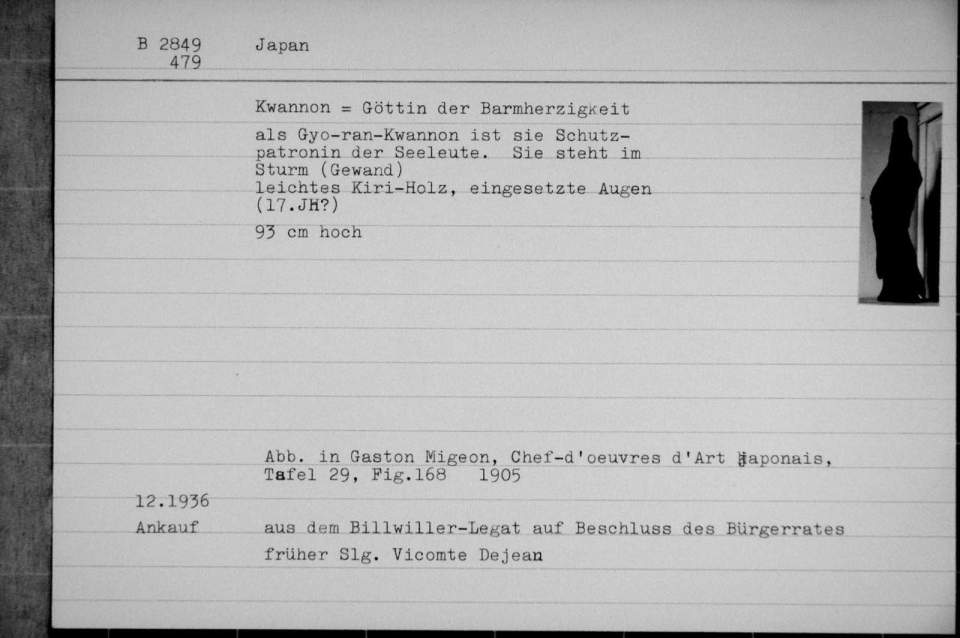 B 2849 Japan
479
Kwannon = Göttin der Barmherzigkeit
als Gyo-ran-Kwannon ist sie Schutz-
patronin der Seeleute. Sie steht im
Sturm (Gewand)
leichtes Kiri-Holz, eingesetzte Augen
(17.JH?)
93 cm hoch
Abb. in Gaston Migeon, Chef-d'oeuvres d'Art Japonais,
Tafel 29, Fig.168 1905
12.1936
Ankauf aus dem Billwiller-Legat auf Beschluss des Bürgerrates
früher Slg. Vicomte Dejean